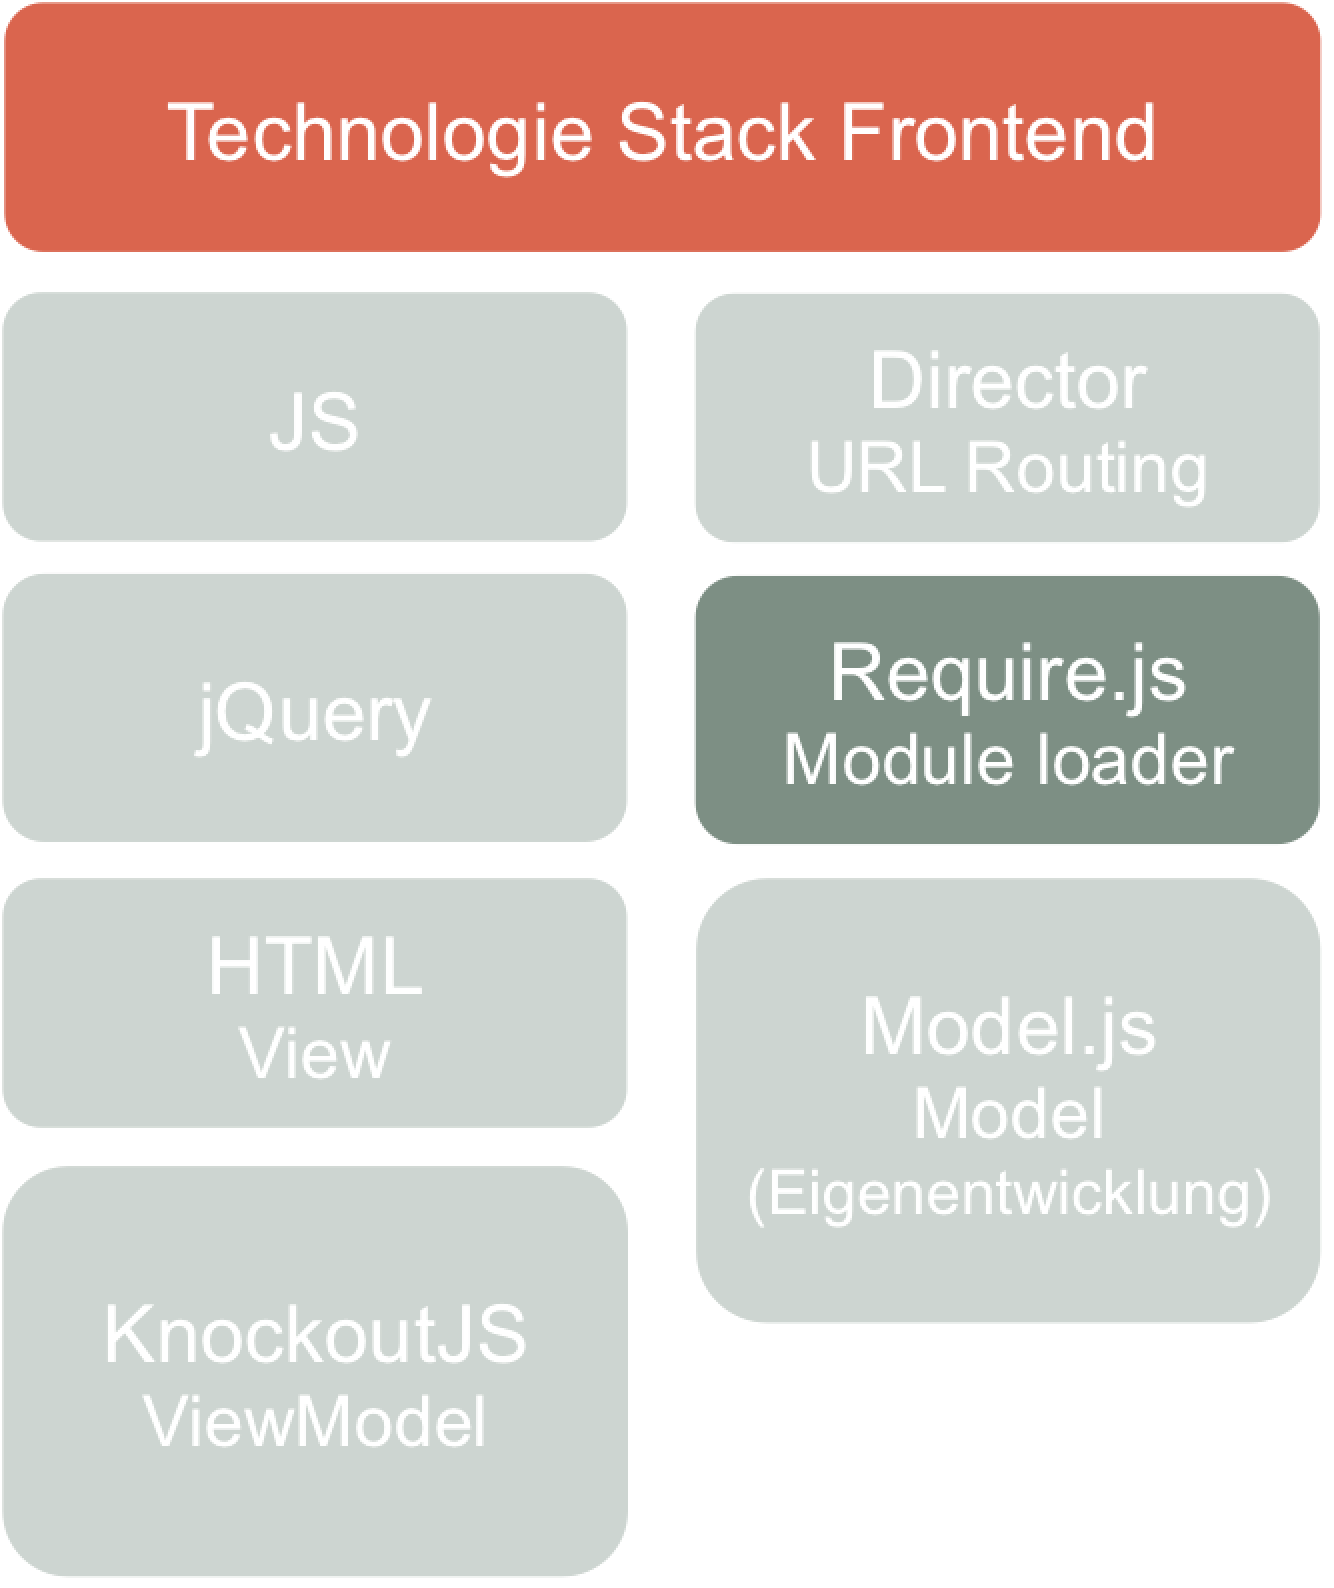 Technologie Stack Frontend
JS
Director
URL Routing
jQuery
Require.js
Module loader
HTML
View
Model.js
Model
(Eigenentwicklung)
KnockoutJS
ViewModel